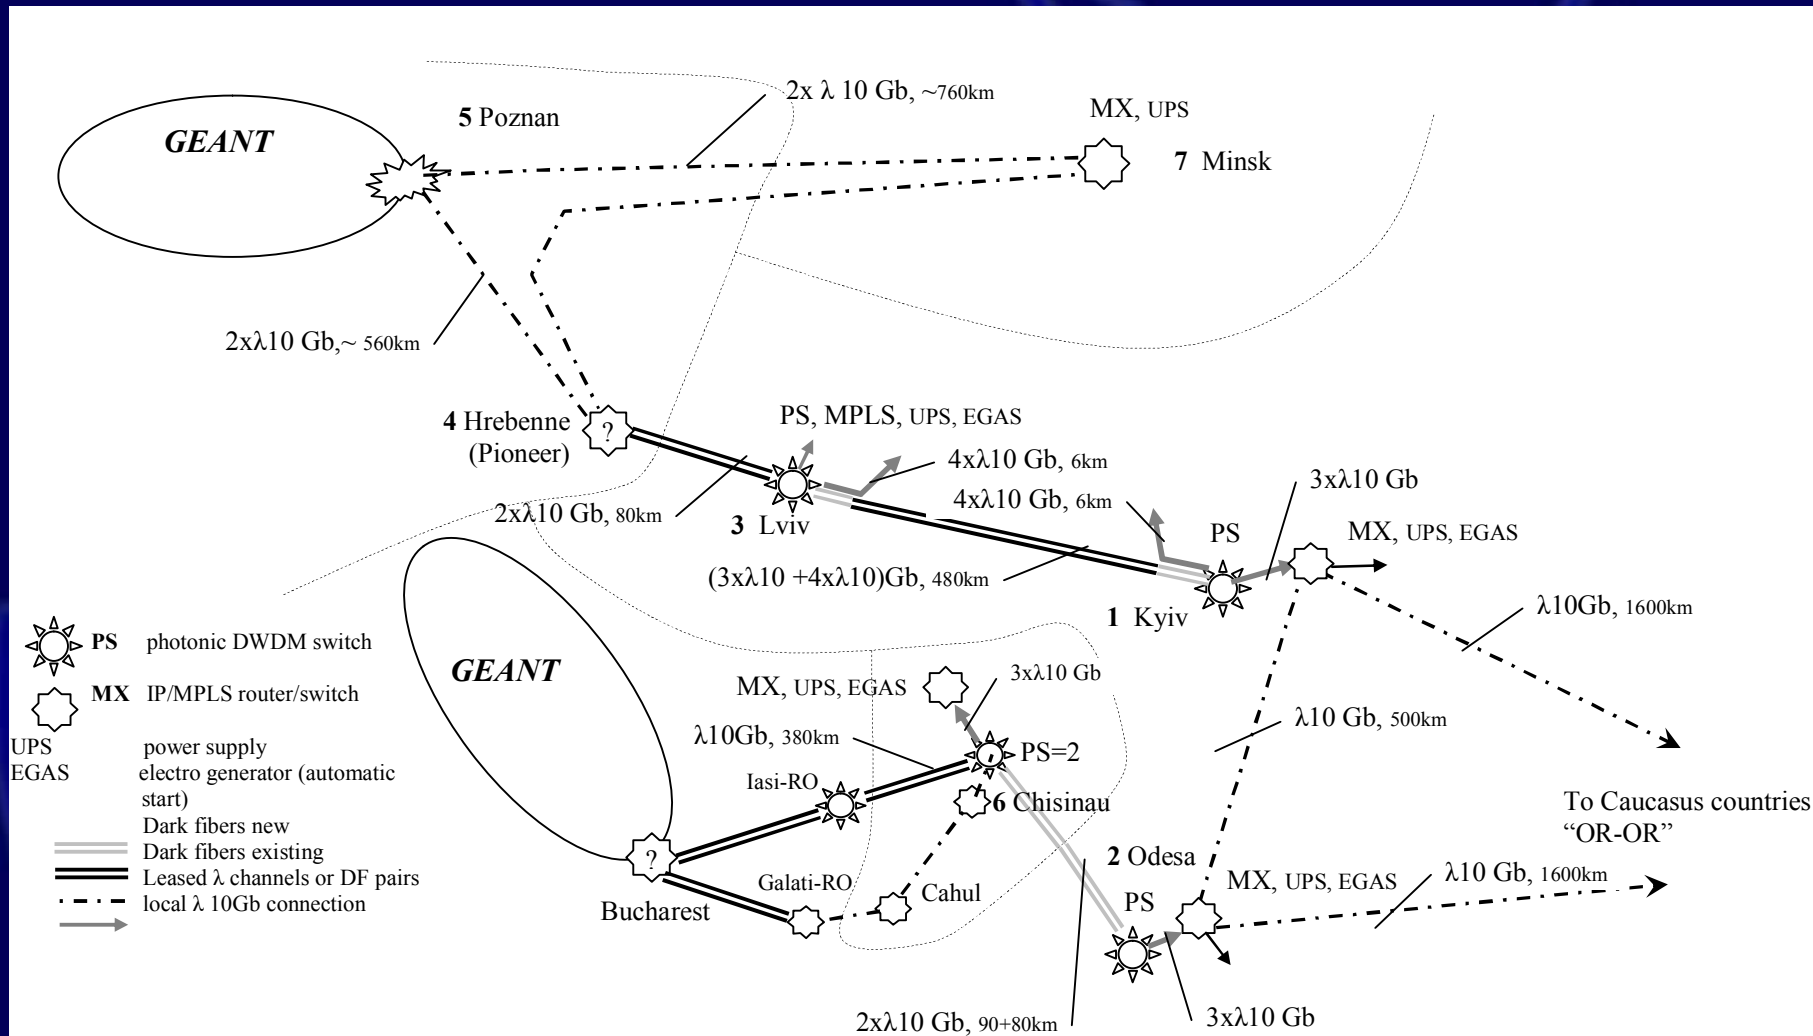 2x λ 10 Gb, ~760km
MX, UPS
5 Poznan
GEANT
7 Minsk
2xλ10 Gb,~ 560km
4 Hrebenne
(Pioneer)
?
PS, MPLS, UPS, EGAS
4xλ10 Gb, 6km
4xλ10 Gb, 6km
3xλ10 Gb
2xλ10 Gb, 80km
3 Lviv
PS
MX, UPS, EGAS
(3xλ10 +4xλ10)Gb, 480km
1 Kyiv
λ10Gb, 1600km
PS photonic DWDM switch
MX IP/MPLS router/switch
UPS power supply
EGAS electro generator (automatic
start)
Dark fibers new
Dark fibers existing
Leased λ channels or DF pairs
local λ 10Gb connection
GEANT
MX, UPS, EGAS
3xλ10 Gb
λ10Gb, 380km
PS=2
λ10 Gb, 500km
Iasi-RO
6 Chisinau
To Caucasus countries
“OR-OR”
?
2 Odesa
Galati-RO
Cahul
MX, UPS, EGAS
λ10 Gb, 1600km
Bucharest
PS
2xλ10 Gb, 90+80km
3xλ10 Gb